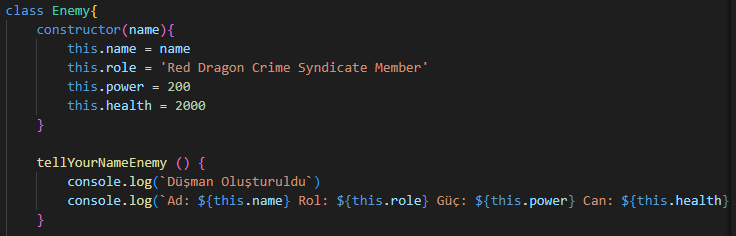 class Enemy{
constructor(name){
this.name = name
this.role = 'Red Dragon Crime Syndicate Member'
this.power = 200
this.health = 2000
}
tellYourNameEnemy () {
console.log(`Düşman Oluşturuldu`)
console.log(`Ad: ${this.name} Rol: ${this.role} Güç: ${this.power} Can: ${this.health}
}